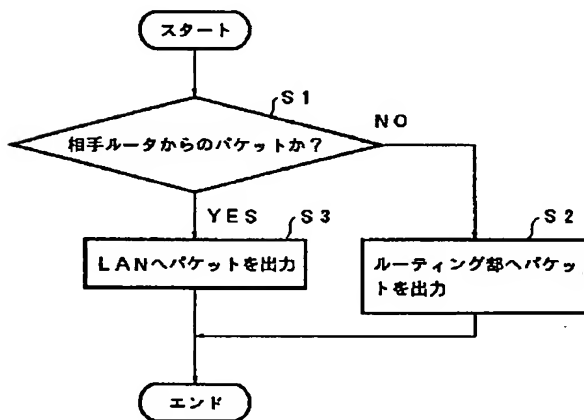 スタート
S1
相手ルータからのパケットか?
NO
YES
S3
S2
LANへパケットを出力
ルーティング部へパケッ
トを出力
エンド